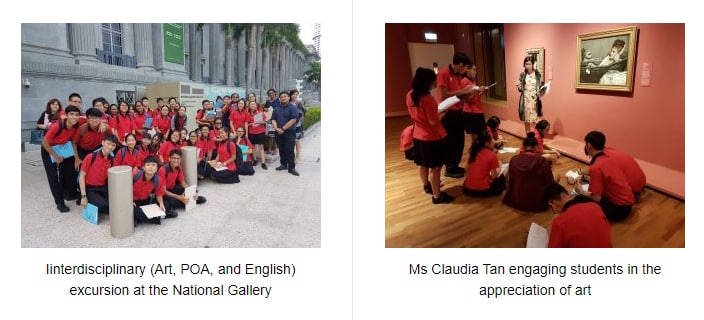 Iinterdisciplinary (Art, POA, and English)
excursion at the National Gallery
Ms Claudia Tan engaging students in the
appreciation of art